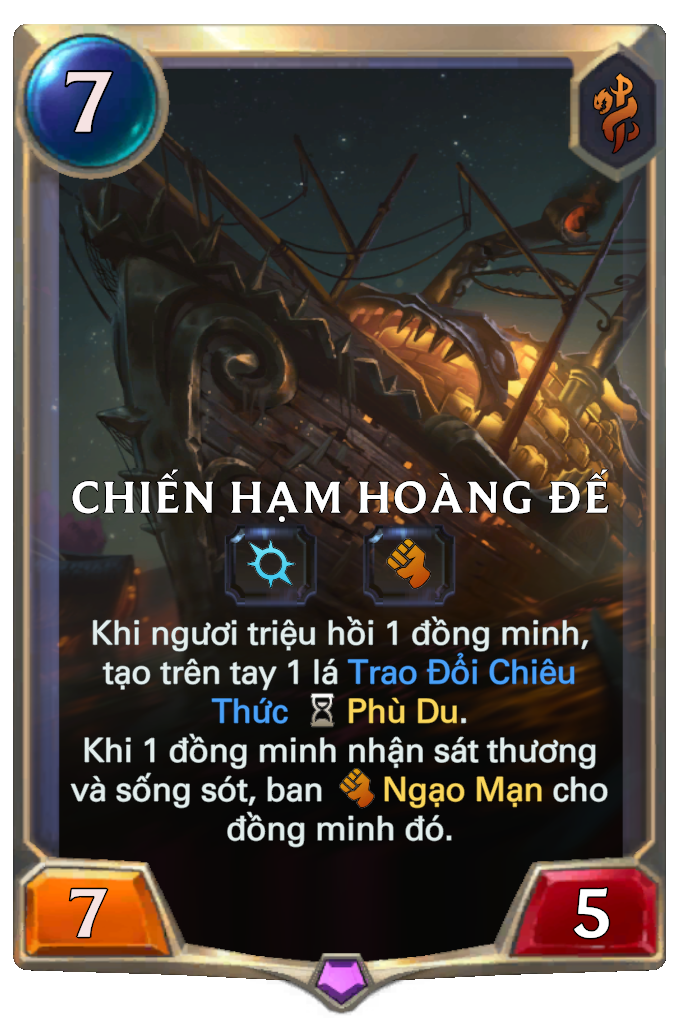 7
CHIẾN HẠM HOÀNG ĐẾ
Khi ngươi triệu hồi 1 đồng minh,
tạo trên tay 1 lá Trao Đổi Chiêu
Thức Phù Du.
Khi 1 đồng minh nhận sát thương
và sống sót, ban Ngạo Mạn cho
đồng minh đó.
7
5